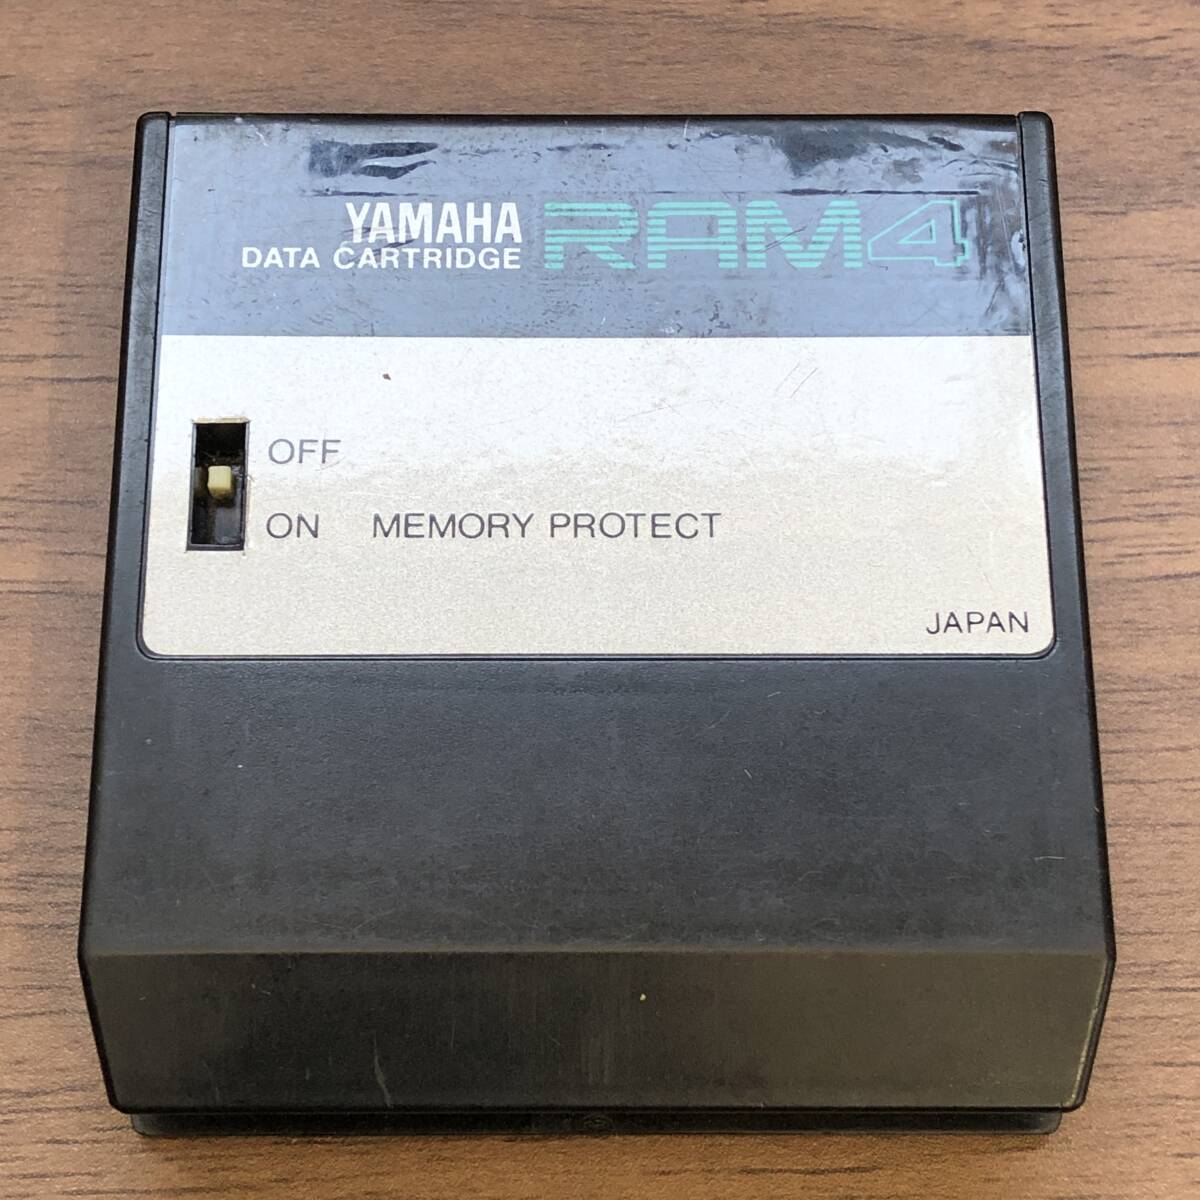 YAMAHA RAM4
DATA CARTRIDGE
OFF
ON MEMORY PROTECT
JAPAN